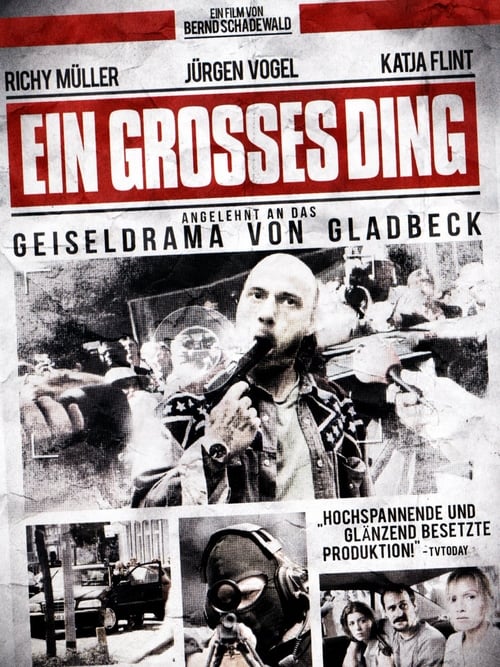 EIN FILM VON
BERND SCHADEWALD
RICHY MÜLLER JÜRGEN VOGEL KATJA FLINT
EIN GROSSES DING
ANGELEHNT AN DAS
GEISELDRAMA VON GLADBECK
„HOCHSPANNENDE UND
GLÄNZEND BESETZTE
PRODUKTION!" -TVTODAY